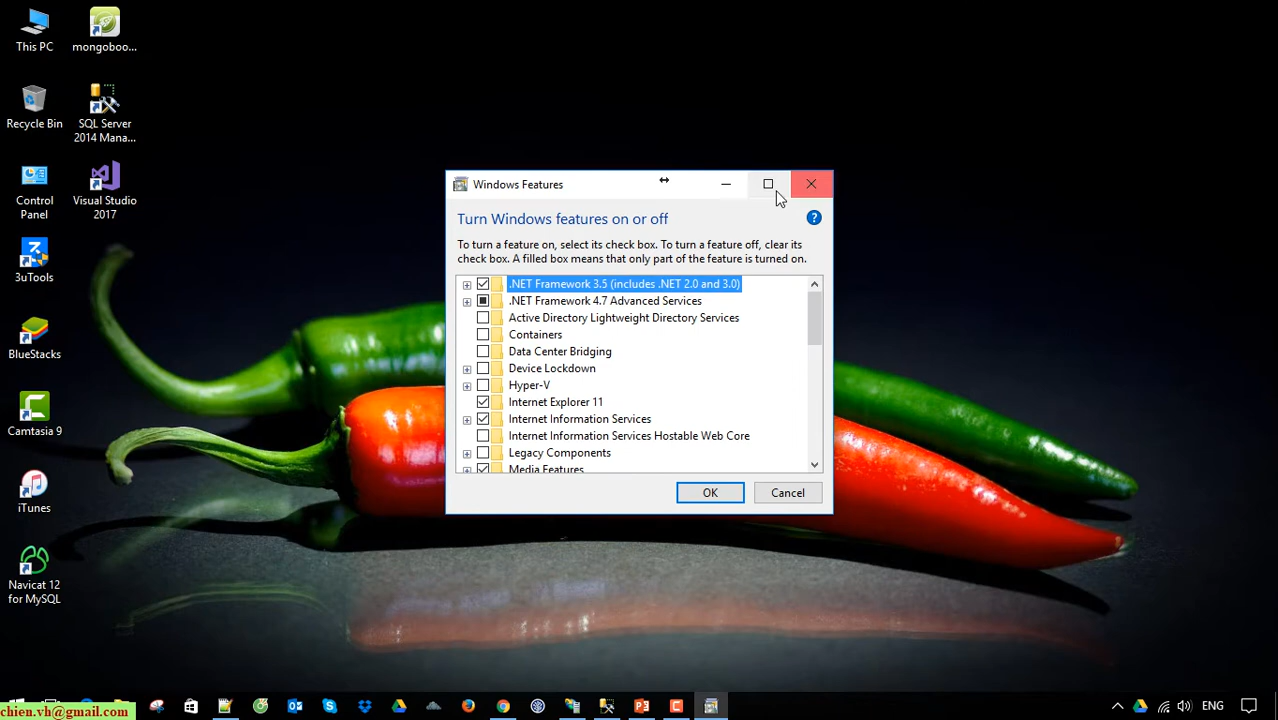 This PC
mongoboo...
Recycle Bin
SQL Server
2014 Mana...
Control
Panel
Visual Studio
2017
3uTools
BlueStacks
Camtasia 9
iTunes
Navicat 12
for MySQL
Windows Features
Turn Windows features on or off
To turn a feature on, select its check box. To turn a feature off, clear its
check box. A filled box means that only part of the feature is turned on.
.NET Framework 3.5 (includes .NET 2.0 and 3.0)
.NET Framework 4.7 Advanced Services
Active Directory Lightweight Directory Services
Containers
Data Center Bridging
Device Lockdown
Hyper-V
Internet Explorer 11
Internet Information Services
Internet Information Services Hostable Web Core
Legacy Components
Media Features
OK
Cancel
ENG
chien.vh@gmail.com